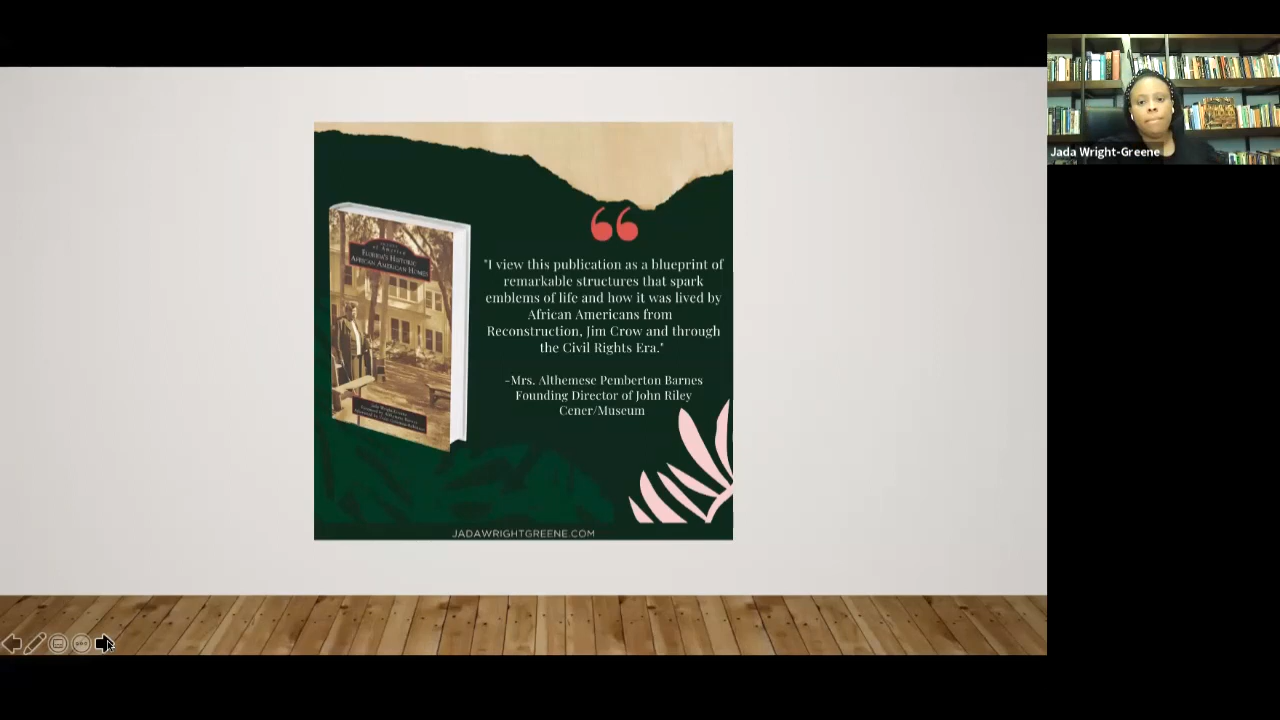 Jada Wright-Greene
of America
FLORIDA'S HISTORIC
AFRICAN AMERICAN HOMES
"I view this publication as a blueprint of
remarkable structures that spark
emblems of life and how it was lived by
African Americans from
Reconstruction, Jim Crow and through
the Civil Rights Era."
-Mrs. Althemese Pemberton Barnes
Founding Director of John Riley
Cener/Museum
JADAWRIGHTGREENE.COM